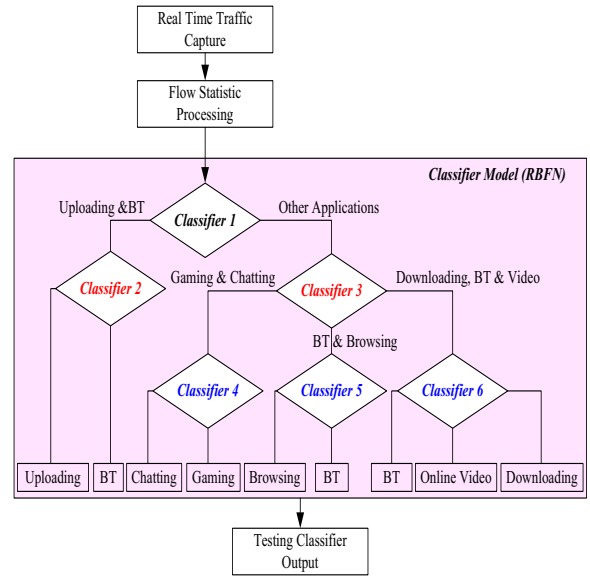 Real Time Traffic
Capture
Flow Statistic
Processing
Classifier Model (RBFN)
Uploading &BT
Classifier 1
Other Applications
Classifier 2
Gaming & Chatting
Classifier 3
Downloading, BT & Video
BT & Browsing
Classifier 4
Classifier 5
Classifier 6
Uploading
BT
Chatting
Gaming
Browsing
BT
BT
Online Video
Downloading
Testing Classifier
Output